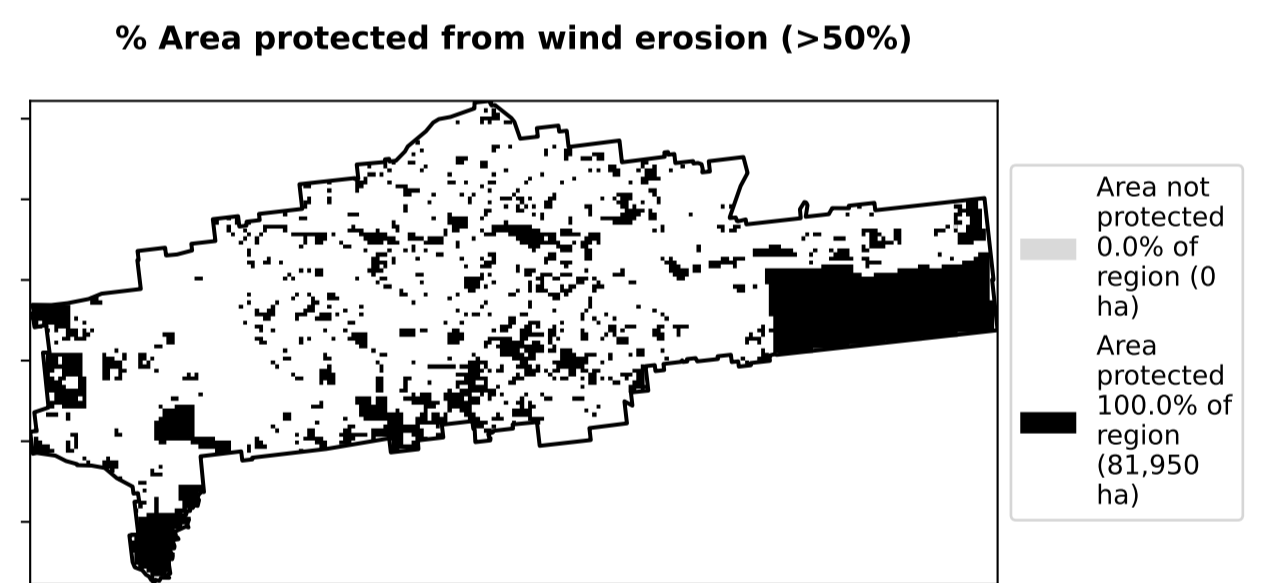 % Area protected from wind erosion (>50%)
Area not
protected
0.0% of
region (0
ha)
Area
protected
100.0% of
region
(81,950
ha)